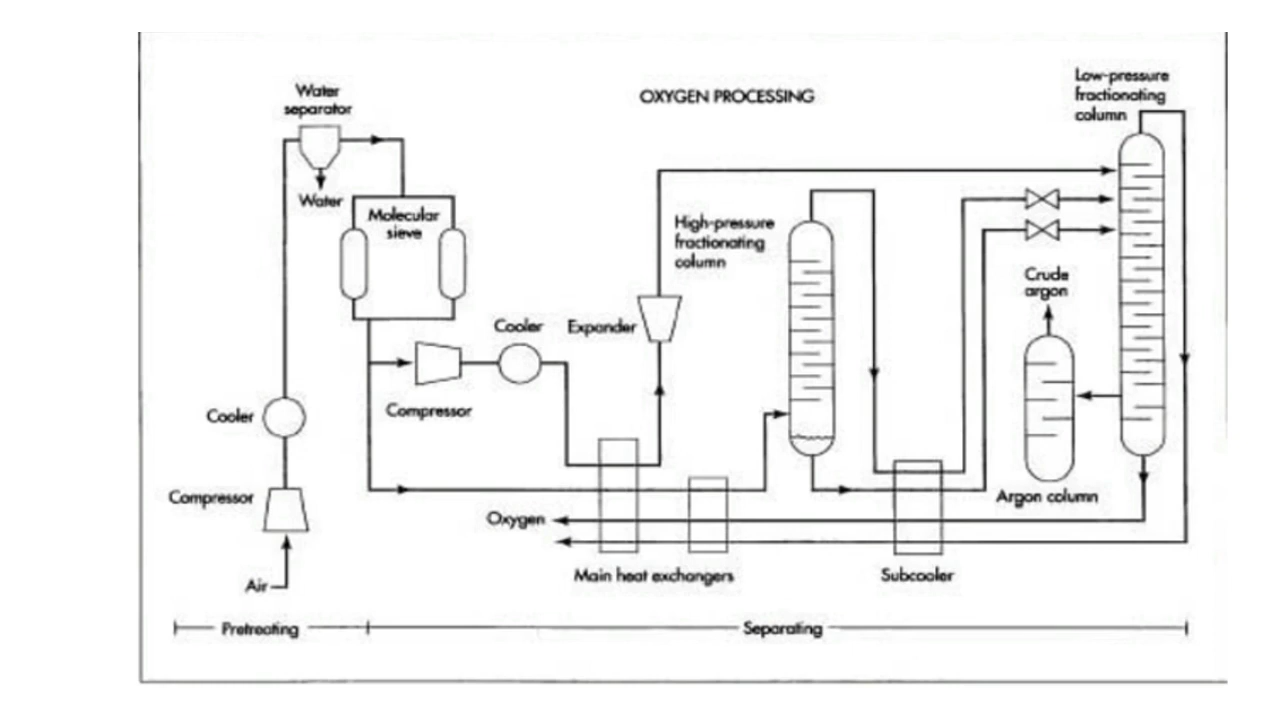 OXYGEN PROCESSING
Water
separator
Water
Molecular
sieve
Cooler
Compressor
Air
Compressor
Cooler
Expander
High-pressure
fractionating
column
Low-pressure
fractionating
column
Crude
argon
Argon column
Oxygen
Main heat exchangers
Subcooler
Pretreating
Separating